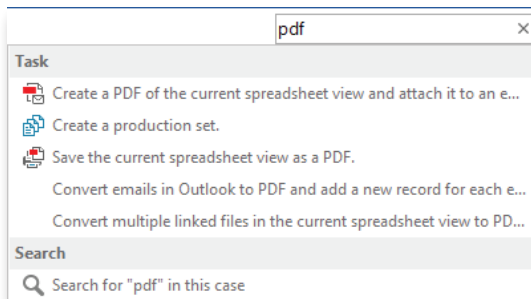 pdf
Task
Create a PDF of the current spreadsheet view and attach it to an e...
Create a production set.
Save the current spreadsheet view as a PDF.
Convert emails in Outlook to PDF and add a new record for each e...
Convert multiple linked files in the current spreadsheet view to PD...
Search
Search for "pdf" in this case